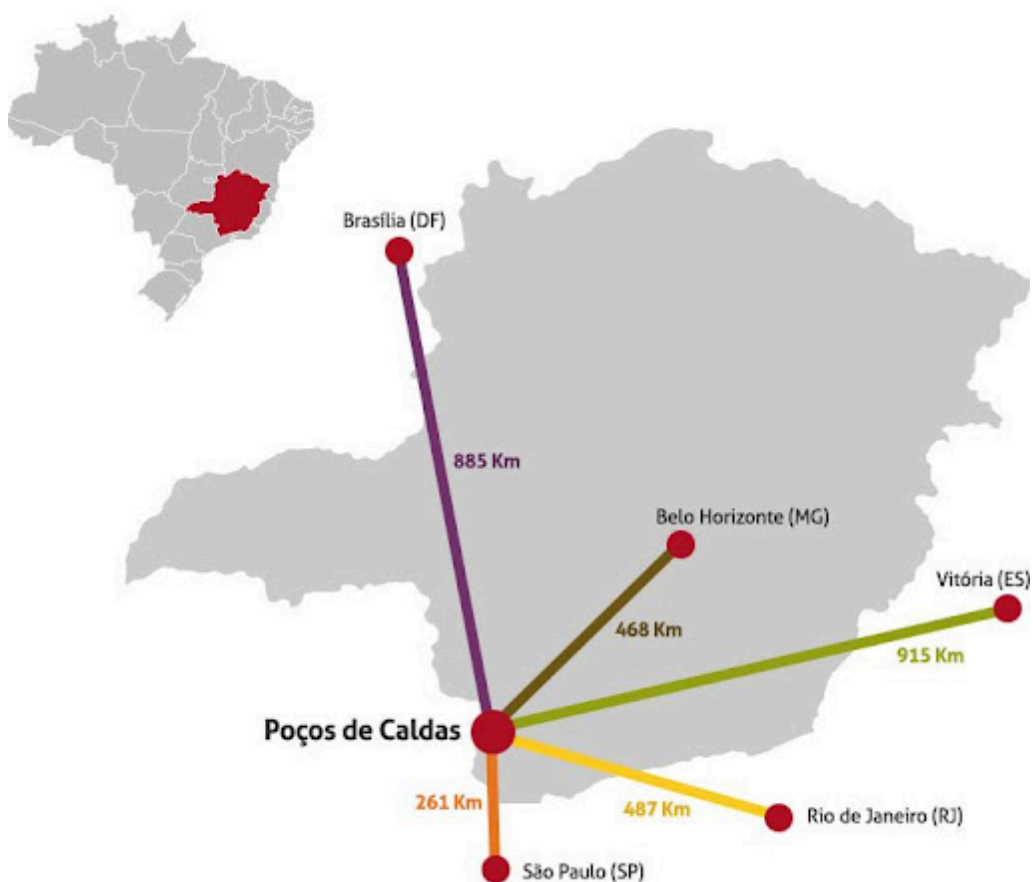 Brasília (DF)
885 Km
Belo Horizonte (MG)
Vitória (ES)
468 Km
915 Km
Poços de Caldas
261 Km
487 Km
Rio de Janeiro (RJ)
São Paulo (SP)